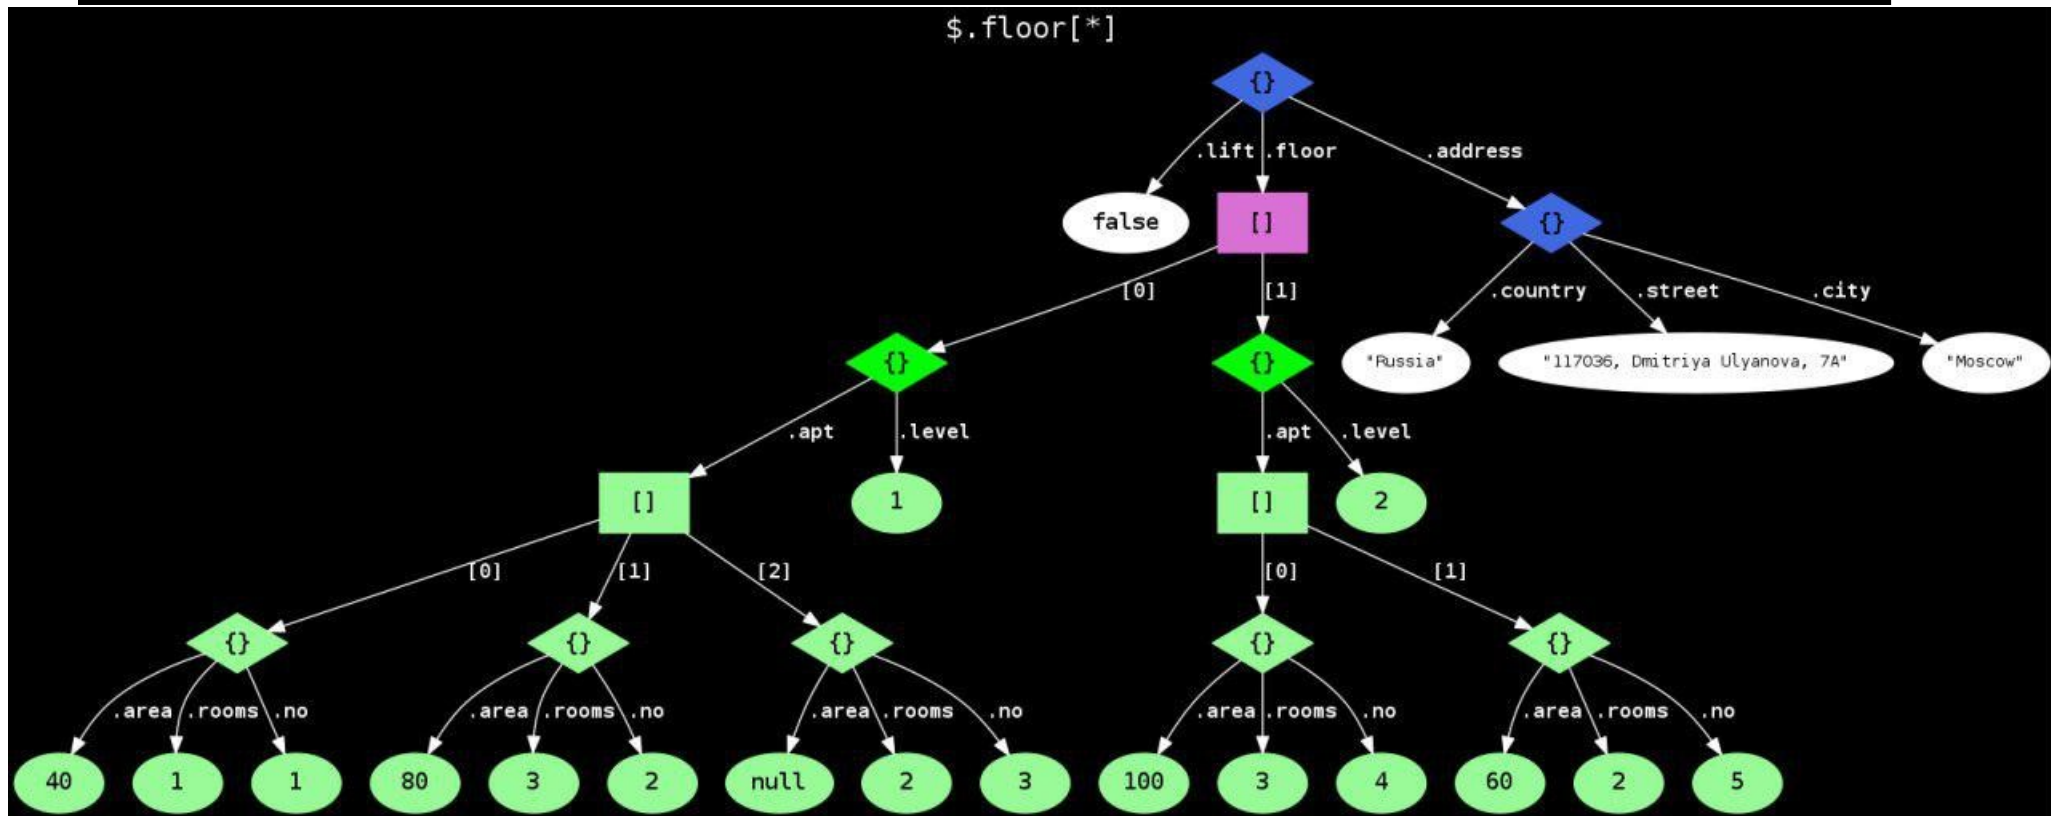 $.floor[*]
{}
.lift .floor .address
false [] {}
[0] [1] .country .street .city
{} {} "Russia" "117036, Dmitriya Ulyanova, 7A" "Moscow"
.apt .level .apt .level
[] 1 [] 2
[0] [1] [2] [0] [1]
{} {} {} {} {}
.area .rooms .no .area .rooms .no .area .rooms .no .area .rooms .no .area .rooms .no
40 1 1 80 3 2 null 2 3 100 3 4 60 2 5